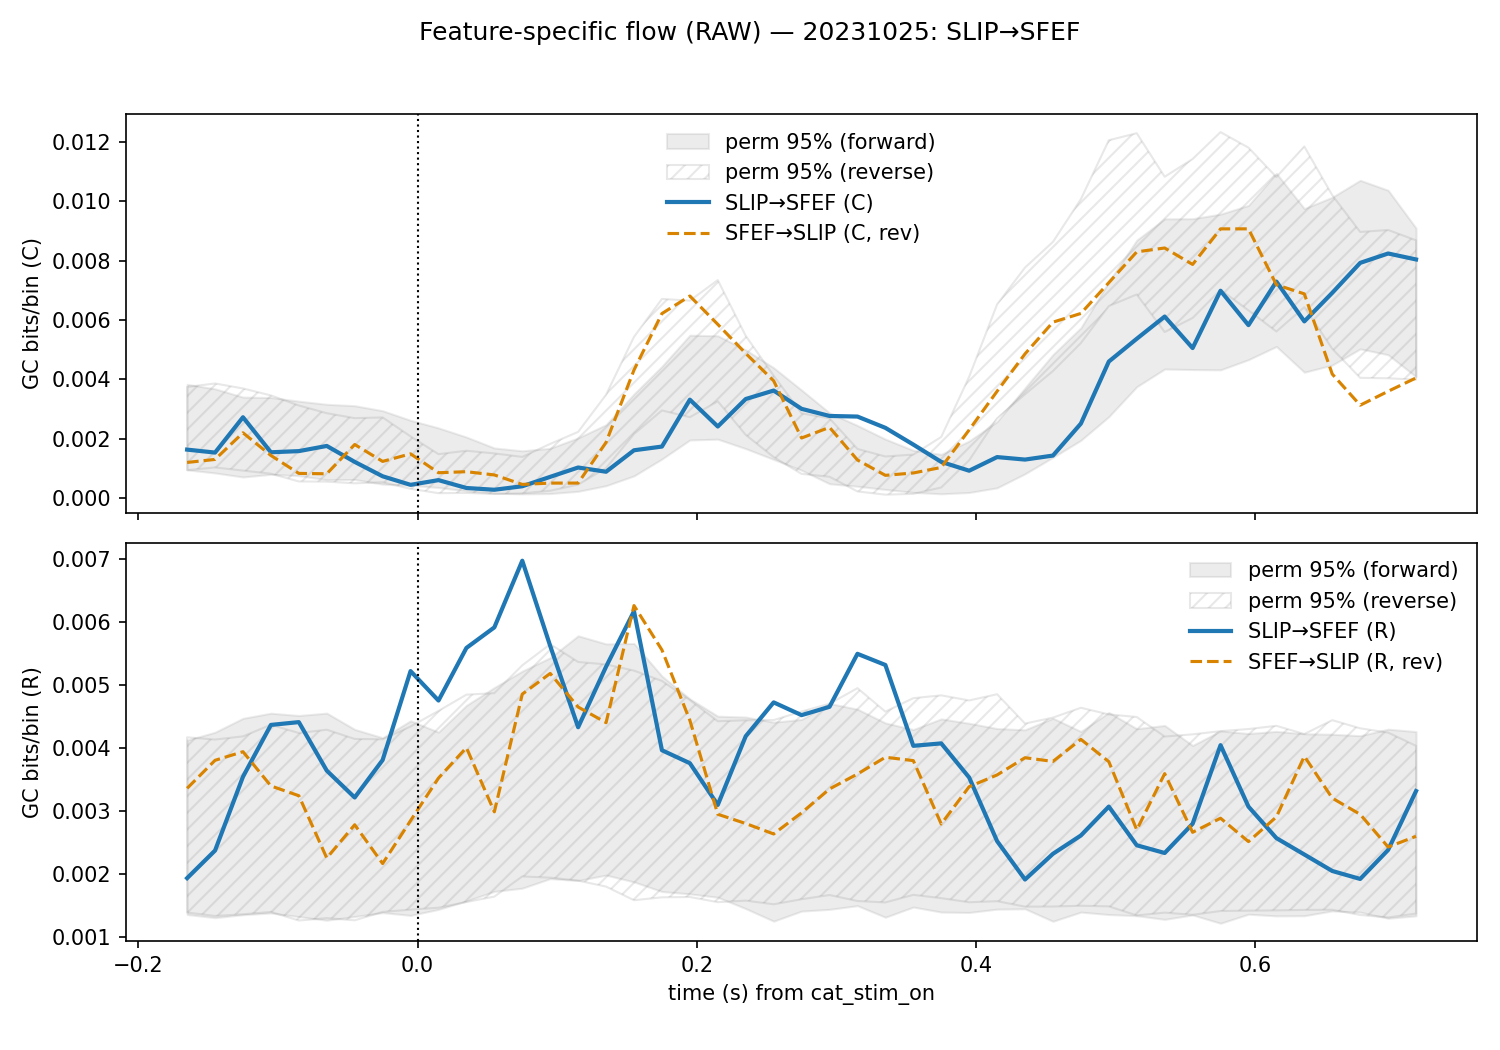 Feature-specific flow (RAW) — 20231025: SLIP→SFEF
GC bits/bin (C)
0.012
0.010
0.008
0.006
0.004
0.002
0.000
perm 95% (forward)
perm 95% (reverse)
SLIP→SFEF (C)
SFEF→SLIP (C, rev)
GC bits/bin (R)
0.007
0.006
0.005
0.004
0.003
0.002
0.001
perm 95% (forward)
perm 95% (reverse)
SLIP→SFEF (R)
SFEF→SLIP (R, rev)
−0.2 0.0 0.2 0.4 0.6
time (s) from cat_stim_on